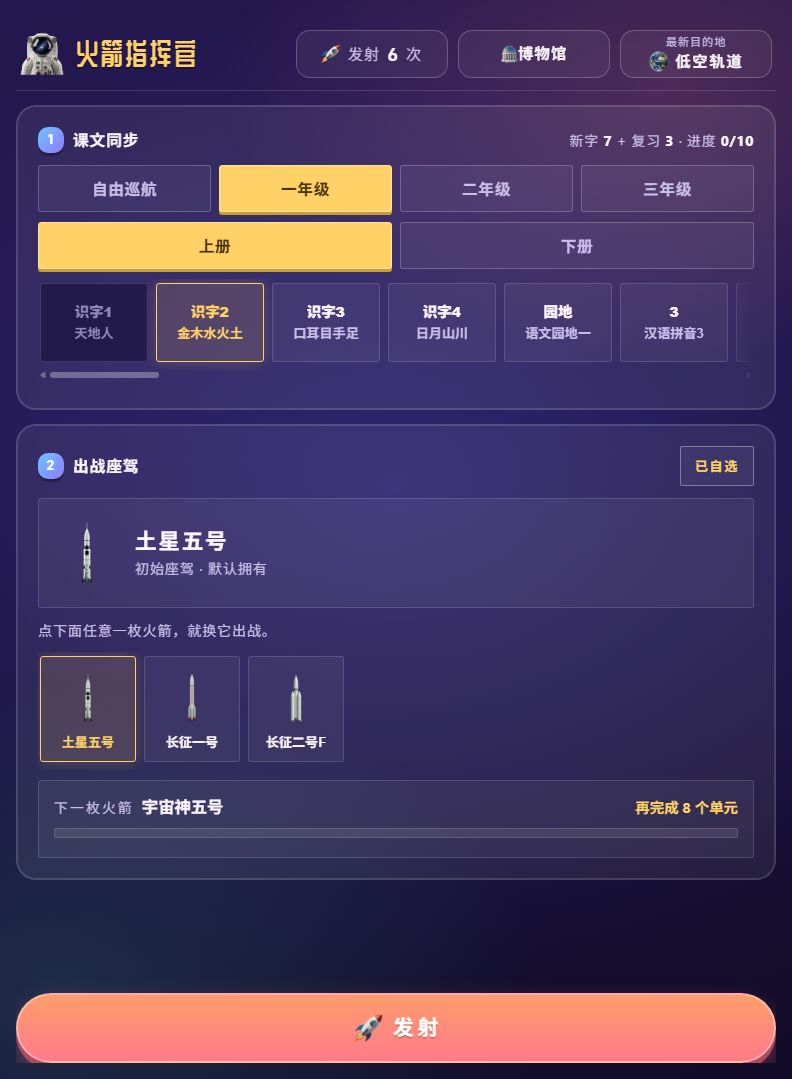 火箭指挥官
发射 6 次
博物馆
最新目的地
低空轨道
1 课文同步
新字 7 + 复习 3 · 进度 0/10
自由巡航
一年级
二年级
三年级
上册
下册
识字1
天地人
识字2
金木水火土
识字3
口耳目手足
识字4
日月山川
园地
语文园地一
3
汉语拼音3
2 出战座驾
已自选
土星五号
初始座驾 · 默认拥有
点下面任意一枚火箭，就换它出战。
土星五号
长征一号
长征二号F
下一枚火箭 宇宙神五号
再完成 8 个单元
发射